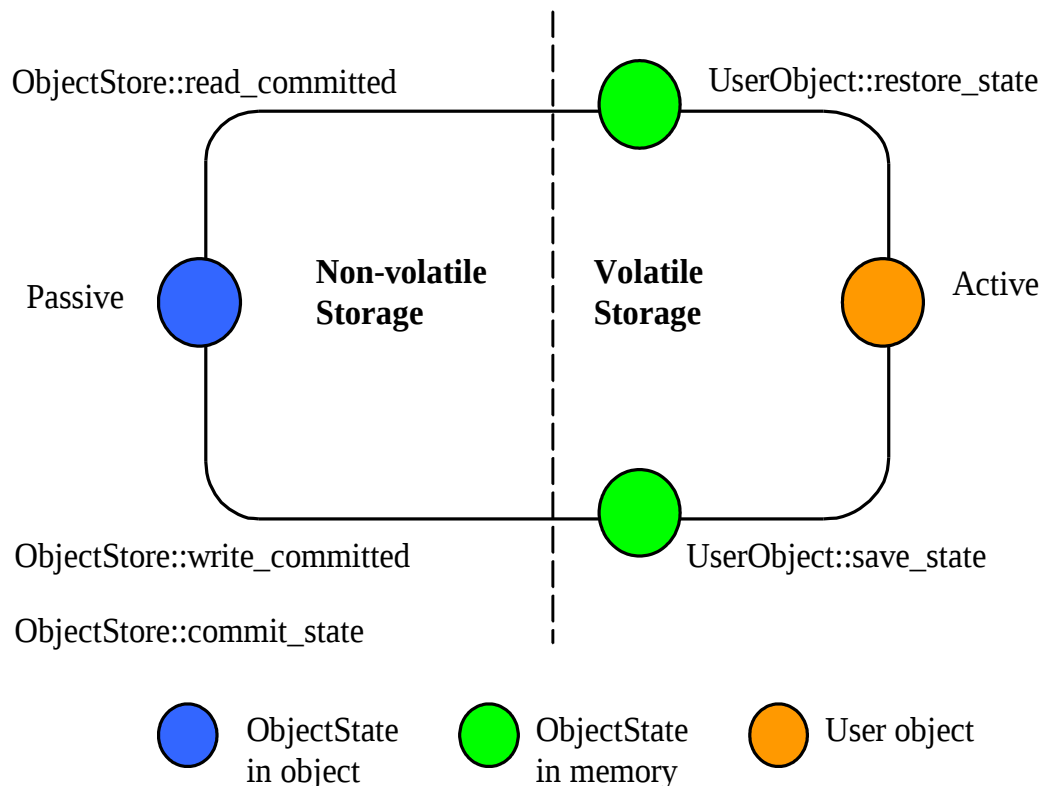 ObjectStore::read_committed
UserObject::restore_state
Non-volatile
Storage
Volatile
Storage
Passive
Active
ObjectStore::write_committed
UserObject::save_state
ObjectStore::commit_state
ObjectState
in object
ObjectState
in memory
User object